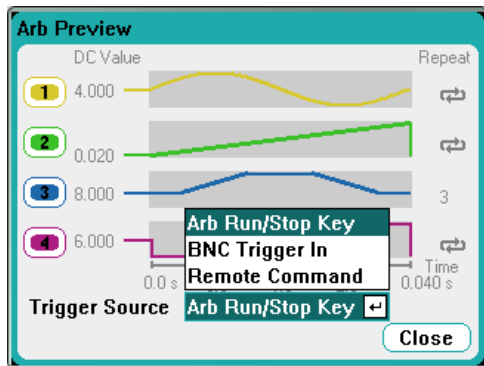 Arb Preview
DC Value Repeat
1 4.000
2 0.020
3 8.000 3
4 6.000
Arb Run/Stop Key
BNC Trigger In
Remote Command
Time
0.0 s 0.040 s
Trigger Source Arb Run/Stop Key
Close